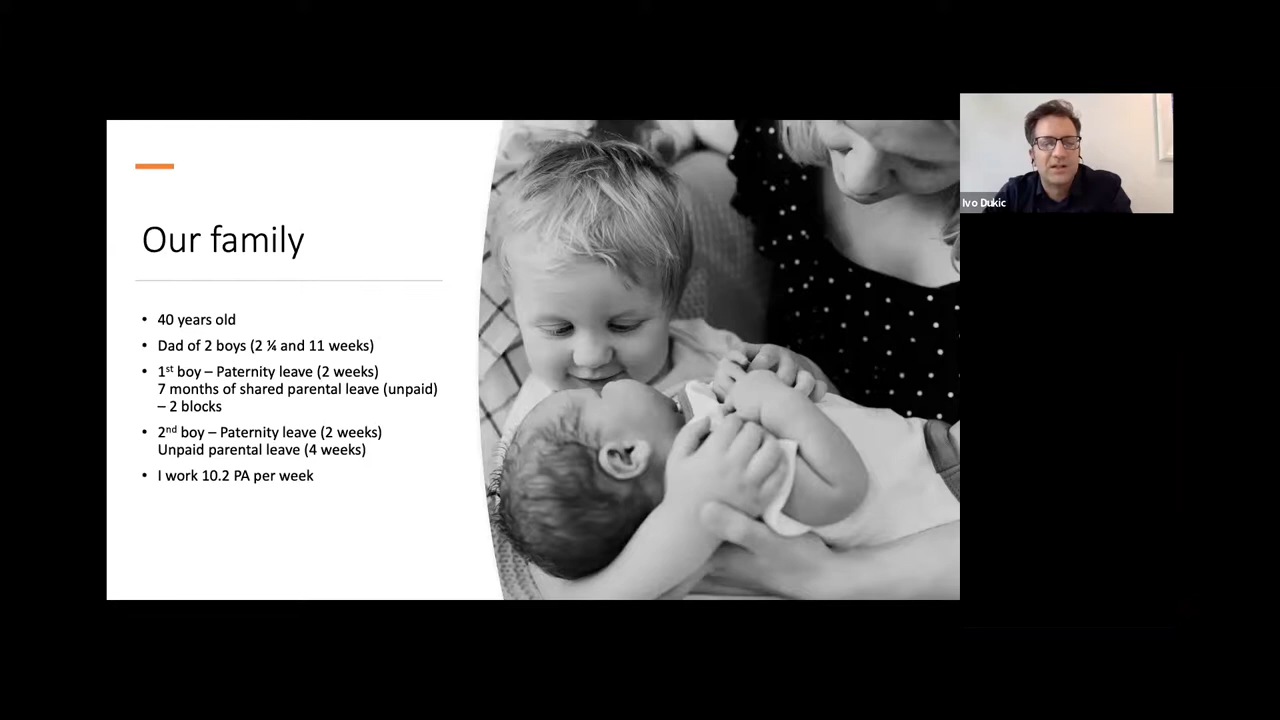 Our family
• 40 years old
• Dad of 2 boys (2 ¼ and 11 weeks)
• 1st boy – Paternity leave (2 weeks)
7 months of shared parental leave (unpaid)
– 2 blocks
• 2nd boy – Paternity leave (2 weeks)
Unpaid parental leave (4 weeks)
• I work 10.2 PA per week
Ivo Dukic